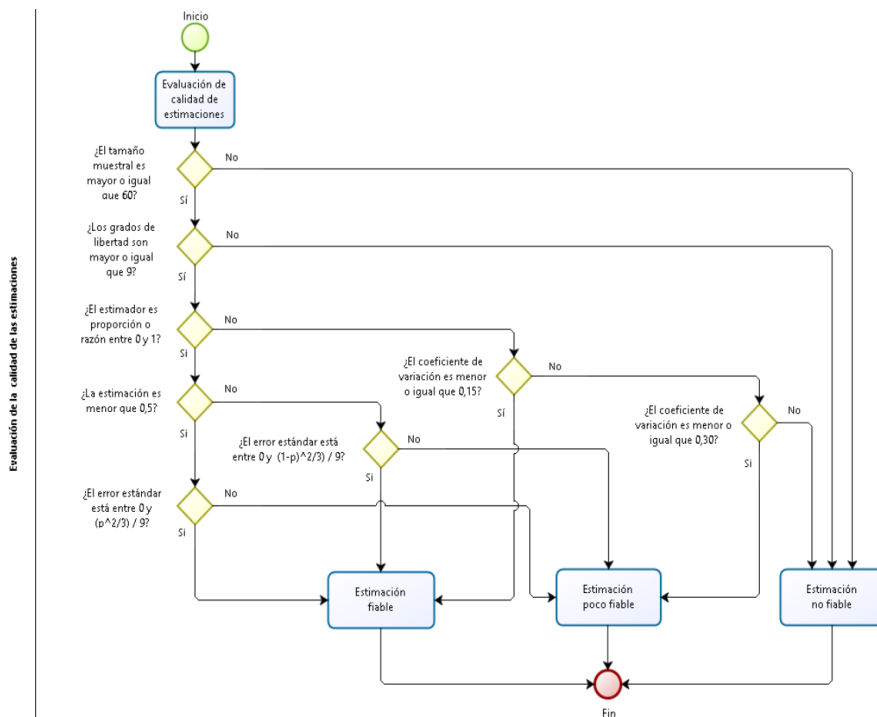 Evaluación de la calidad de las estimaciones
Inicio
Evaluación de
calidad de
estimaciones
¿El tamaño
muestral es
mayor o igual
que 60?
No
Sí
¿Los grados de
libertad son
mayor o igual
que 9?
No
Sí
¿El estimador es
proporción o
razón entre 0 y 1?
No
Si
¿El coeficiente de
variación es menor
o igual que 0,15?
No
Sí
¿La estimación es
menor que 0,5?
No
Si
¿El coeficiente de
variación es menor o
igual que 0,30?
No
Si
¿El error estándar está
entre 0 y (1-p)^2/3) / 9?
No
Si
¿El error estándar
está entre 0 y
(p^2/3) / 9?
No
Si
Estimación
fiable
Estimación
poco fiable
Estimación
no fiable
Fin